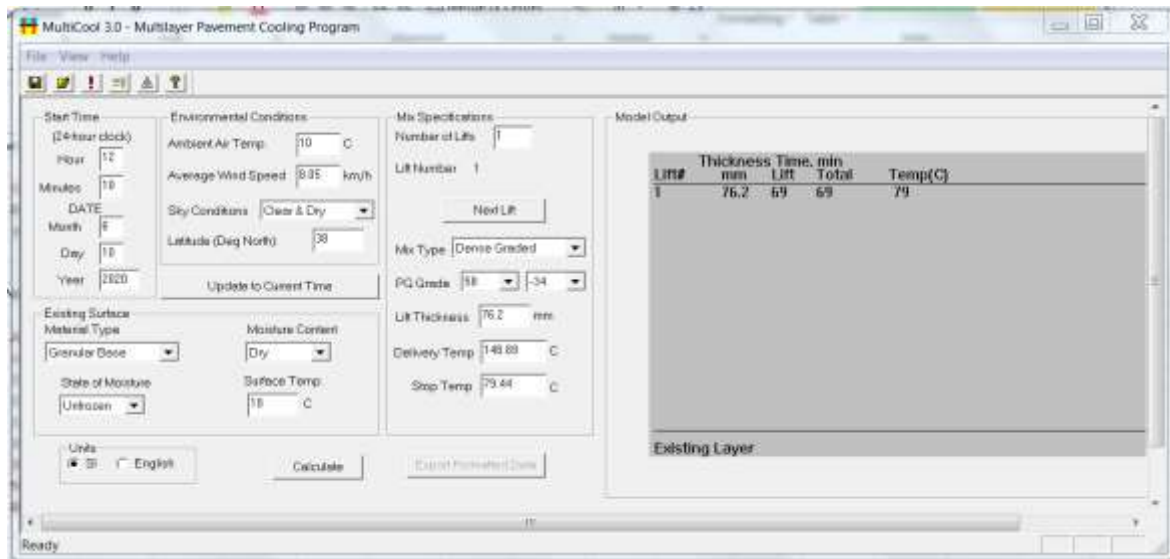 MultiCool 3.0 - Multilayer Pavement Cooling Program
File View Help
Start Time
(24-hour clock)
Hour 12
Minutes 10
DATE
Month 6
Day 10
Year 2020
Environmental Conditions
Ambient Air Temp. 10 C
Average Wind Speed 8.05 km/h
Sky Conditions Clear & Dry
Latitude (Deg North) 38
Update to Current Time
Existing Surface
Material Type
Granular Base
Moisture Content
Dry
State of Moisture
Unfrozen
Surface Temp.
10 C
Units
SI English
Calculate
Mix Specifications
Number of Lifts 1
Lift Number 1
Next Lift
Mix Type Dense Graded
PG Grade 58 -34
Lift Thickness 76.2 mm
Delivery Temp 148.89 C
Stop Temp 79.44 C
Export Formatted Data
Model Output
Thickness Time, min
Lift# mm Lift Total Temp(C)
1 76.2 69 69 79
Existing Layer
Ready